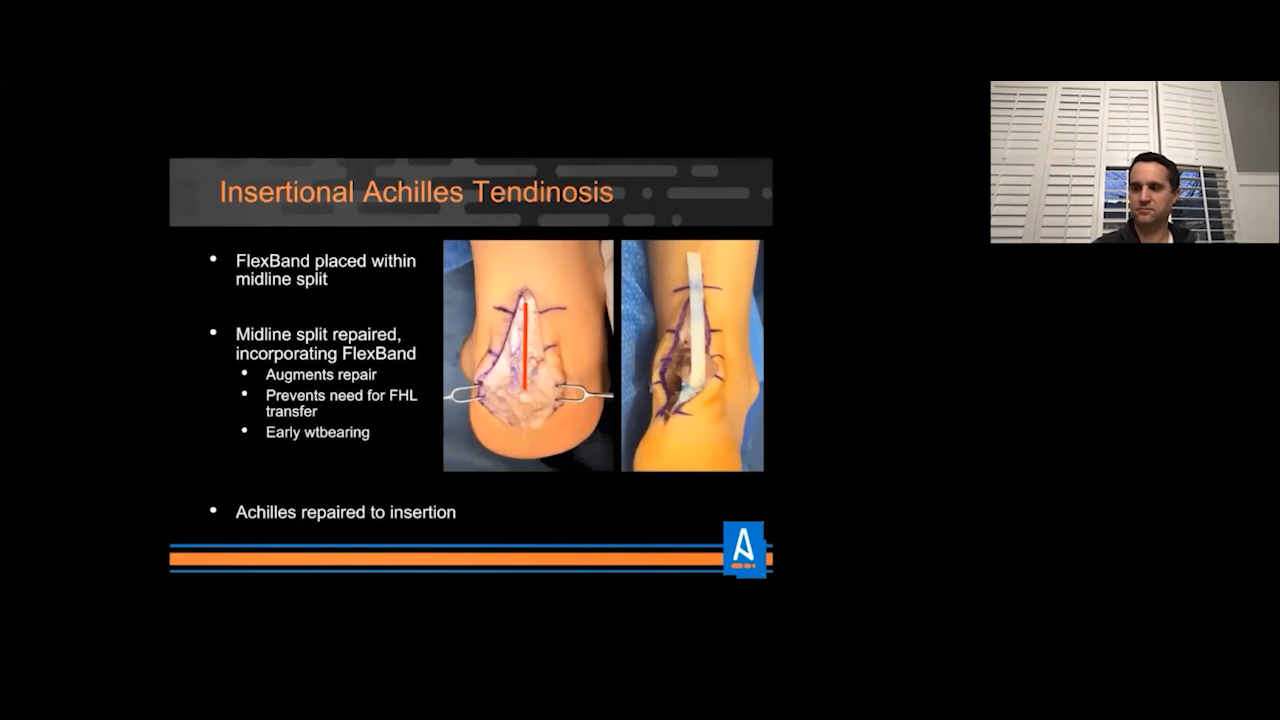 Insertional Achilles Tendinosis
• FlexBand placed within
midline split
• Midline split repaired,
incorporating FlexBand
• Augments repair
• Prevents need for FHL
transfer
• Early wtbearing
• Achilles repaired to insertion
A